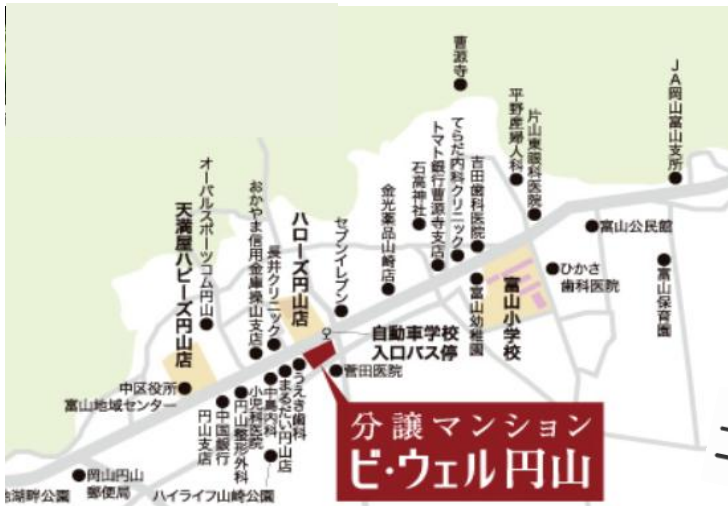 曹源寺
JA岡山富山支所
平野産婦人科
片山東眼科医院
吉田歯科医院
てらだ内科クリニック
トマト銀行曹源寺支店
石高神社
金光薬品山崎店
セブンイレブン
ハローズ円山店
長井クリニック
おかやま信用金庫操山支店
オーパルスポーツコム円山
天満屋ハピーズ円山店
富山公民館
ひかさ
歯科医院
富山保育園
富山小学校
富山幼稚園
自動車学校
入口バス停
菅田医院
うえき歯科
まるだい円山店
中島内科
小児科医院
円山整形外科
中国銀行
円山支店
中区役所
富山地域センター
岡山円山
郵便局
湖畔公園
ハイライフ山崎公園
分譲マンション
ビ・ウェル円山